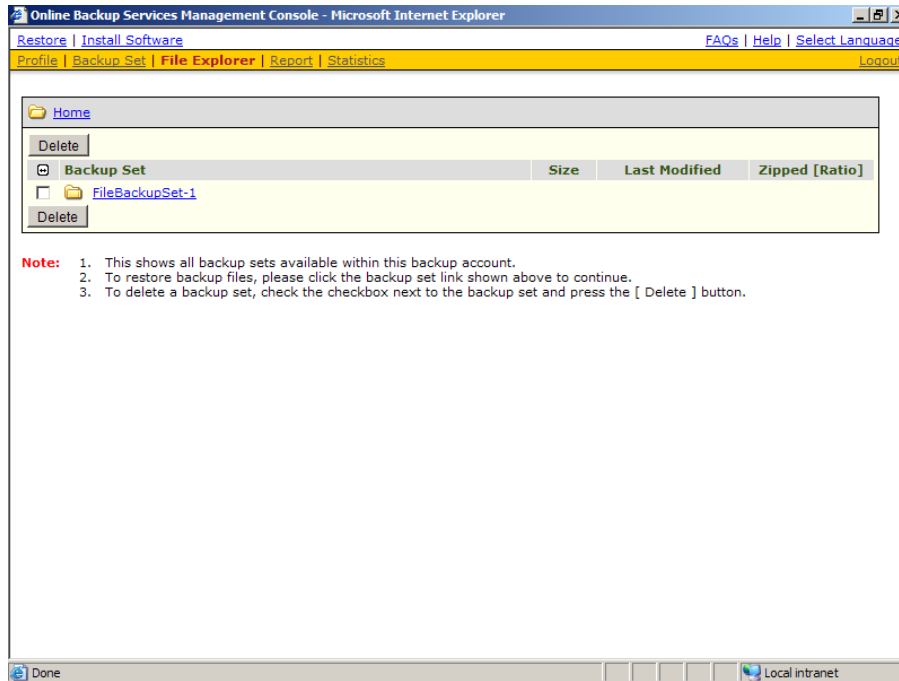 Online Backup Services Management Console - Microsoft Internet Explorer
Restore | Install Software FAQs | Help | Select Language
Profile | Backup Set | File Explorer | Report | Statistics Logout
Home
Delete
Backup Set Size Last Modified Zipped [Ratio]
FileBackupSet-1
Delete
Note: 1. This shows all backup sets available within this backup account.
2. To restore backup files, please click the backup set link shown above to continue.
3. To delete a backup set, check the checkbox next to the backup set and press the [ Delete ] button.
Done Local intranet